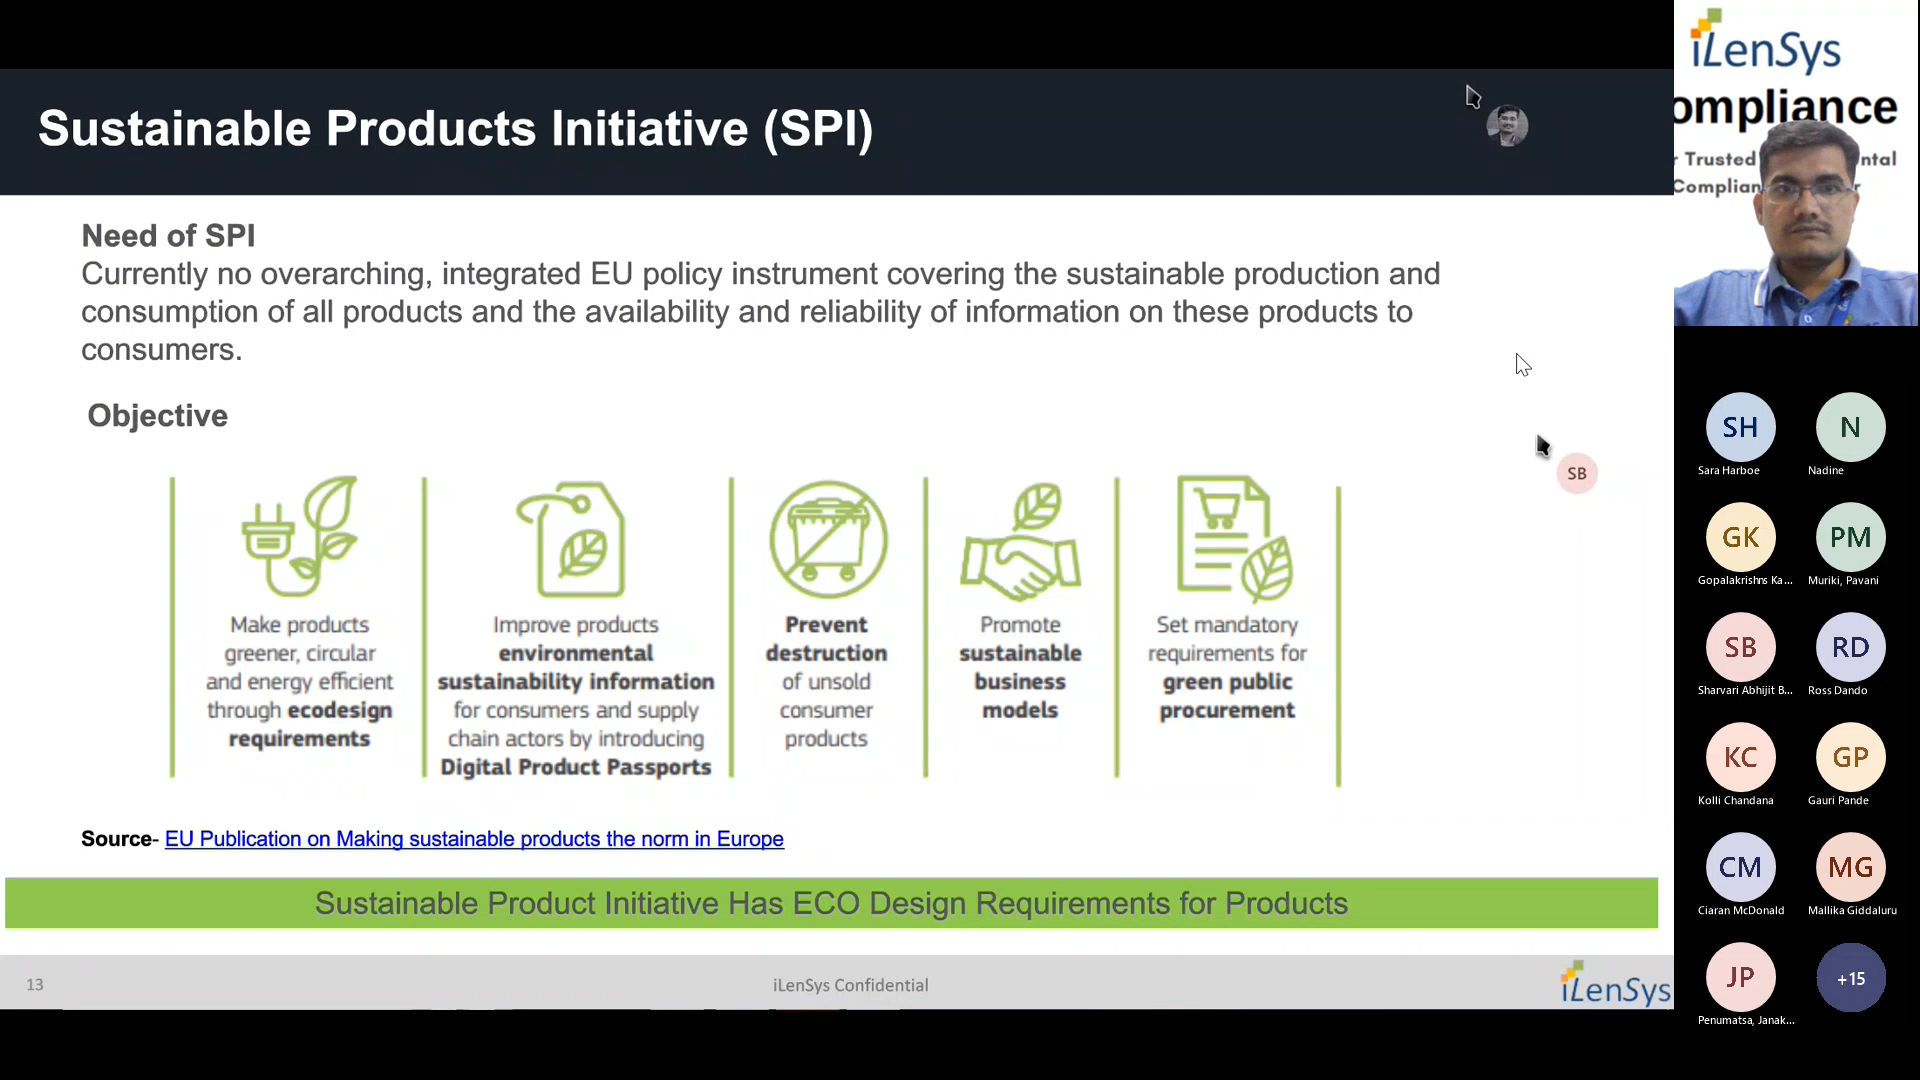 Sustainable Products Initiative (SPI)
Need of SPI
Currently no overarching, integrated EU policy instrument covering the sustainable production and
consumption of all products and the availability and reliability of information on these products to
consumers.
Objective
Make products
greener, circular
and energy efficient
through ecodesign
requirements
Improve products
environmental
sustainability information
for consumers and supply
chain actors by introducing
Digital Product Passports
Prevent
destruction
of unsold
consumer
products
Promote
sustainable
business
models
Set mandatory
requirements for
green public
procurement
SB
Source- EU Publication on Making sustainable products the norm in Europe
Sustainable Product Initiative Has ECO Design Requirements for Products
13
iLenSys Confidential
iLenSys
iLenSys
ompliance
r Trusted ntal
Complian r
SH
Sara Harboe
N
Nadine
GK
Gopalakrishns Ka...
PM
Muriki, Pavani
SB
Sharvari Abhijit B...
RD
Ross Dando
KC
Kolli Chandana
GP
Gauri Pande
CM
Ciaran McDonald
MG
Mallika Giddaluru
JP
Penumatsa, Janak...
+15